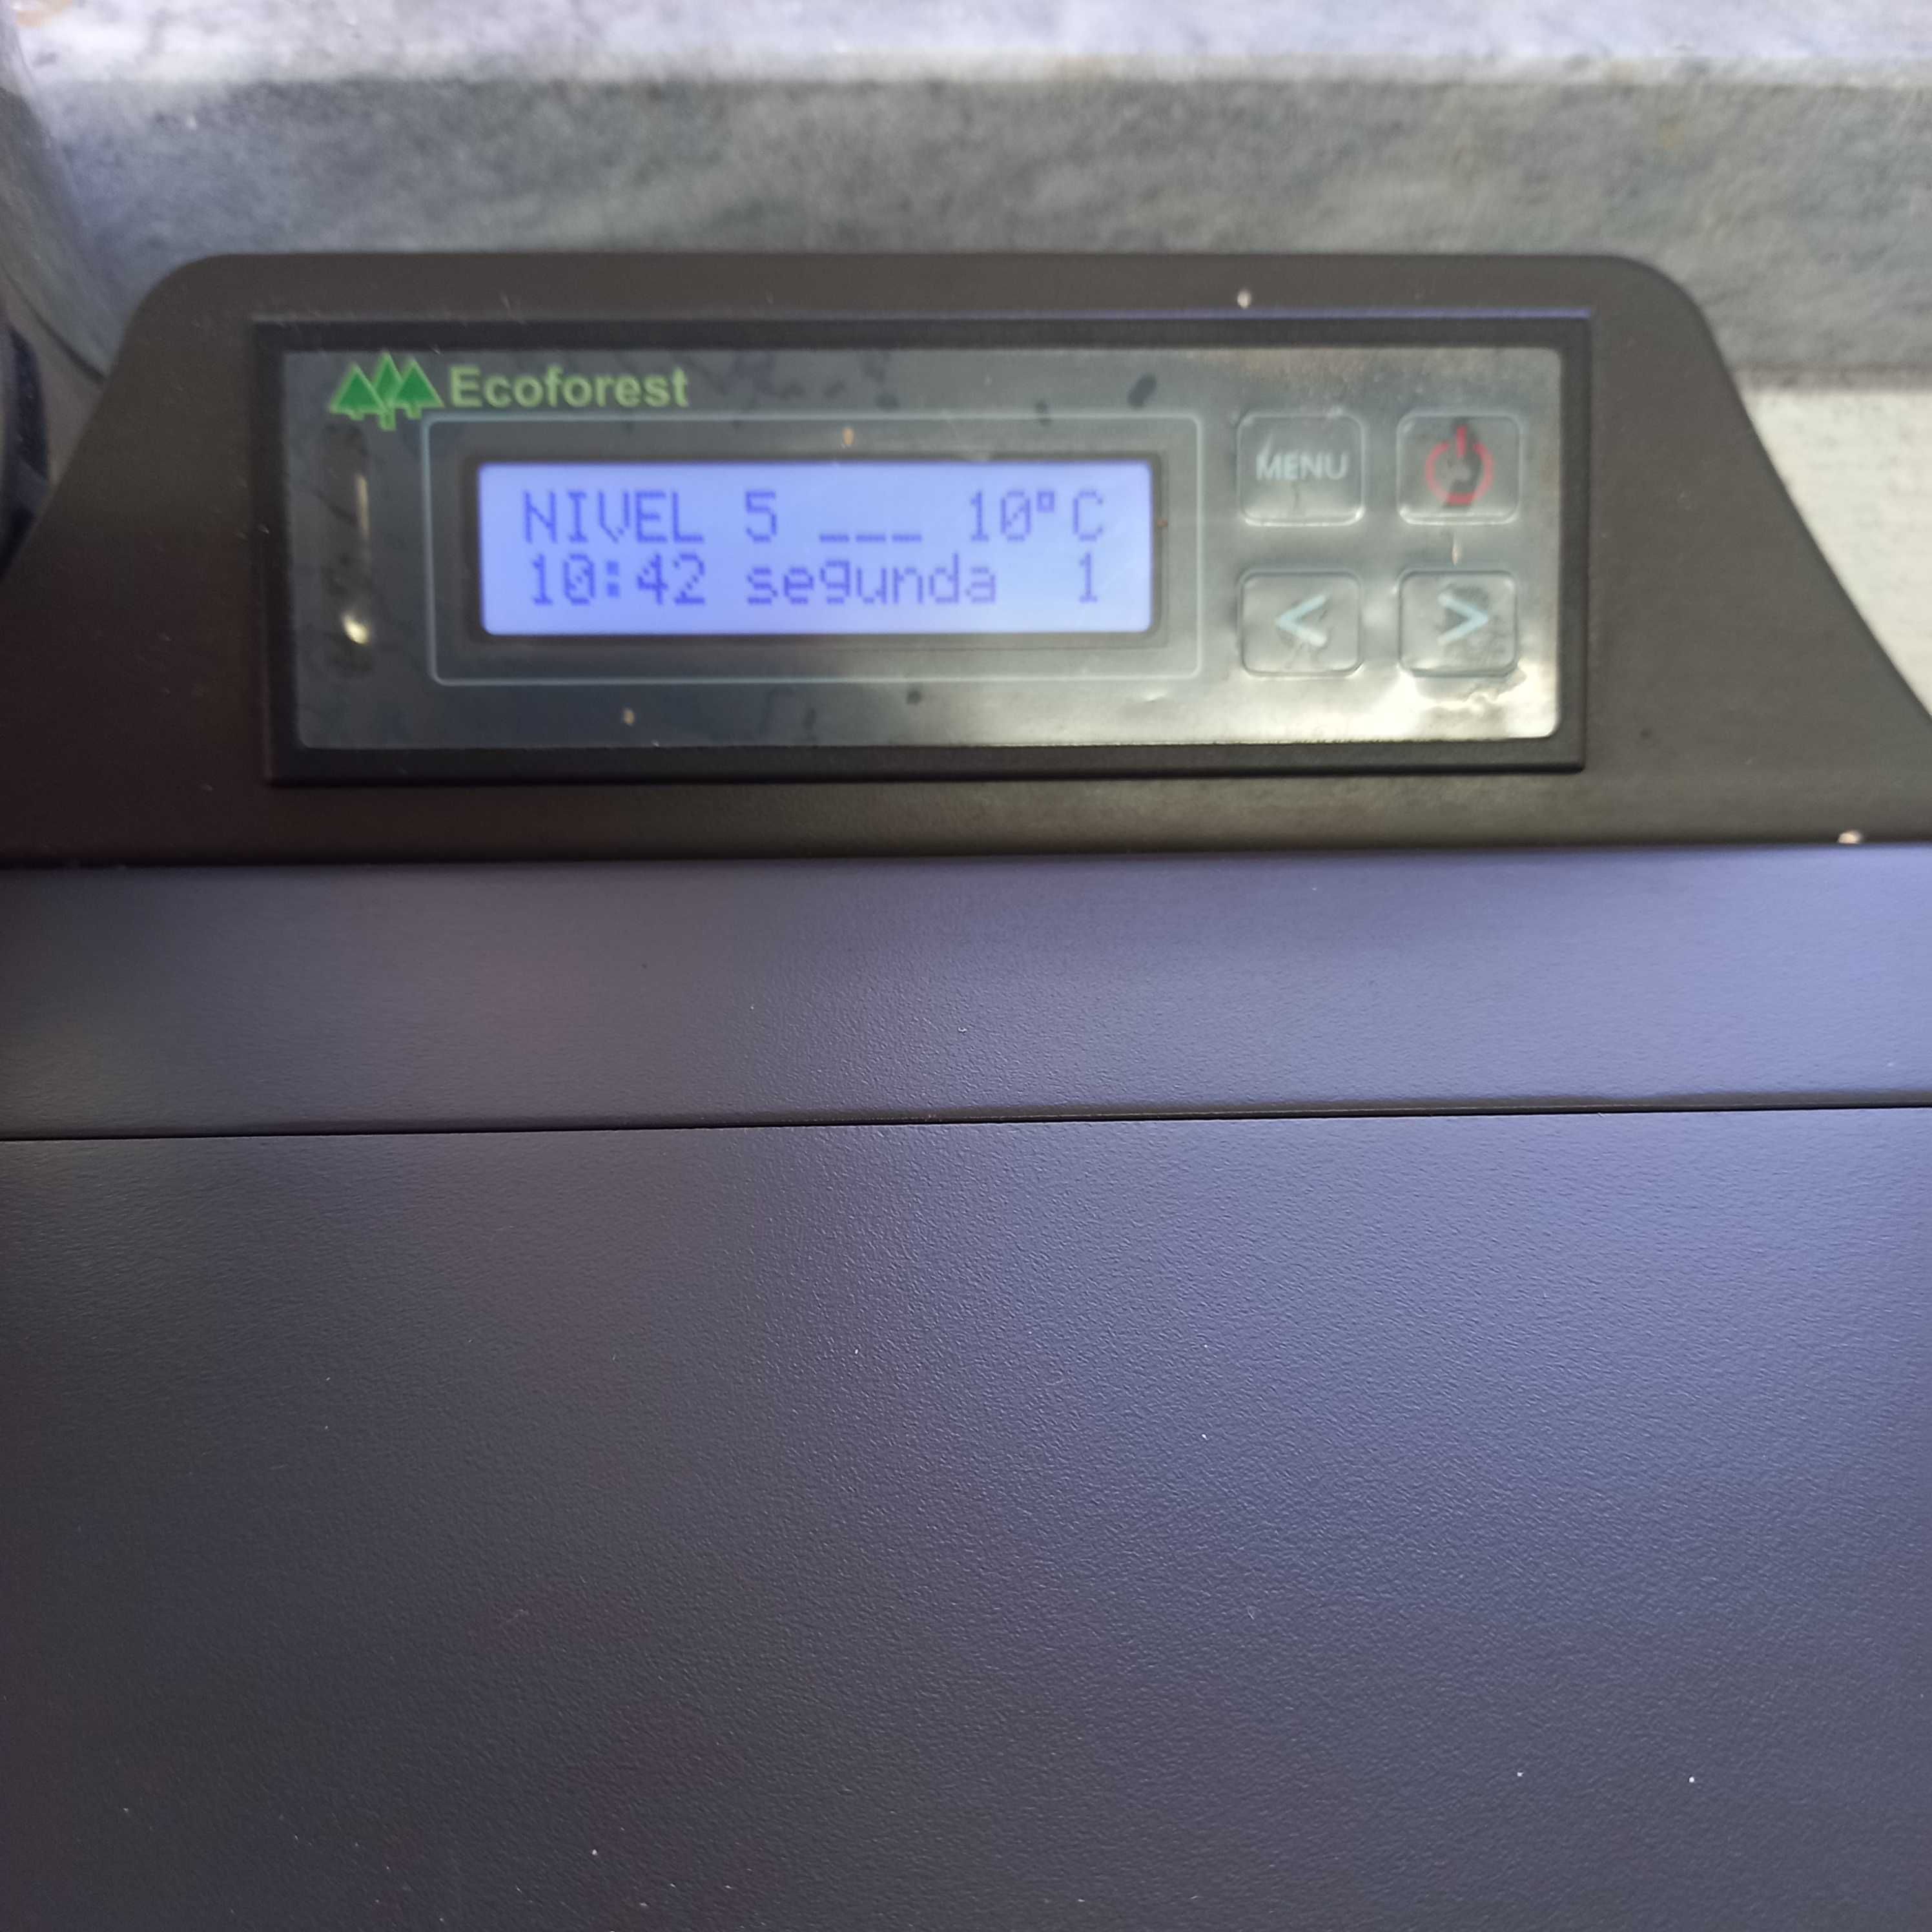 Ecoforest
NIVEL 5 ___ 10°C
10:42 segunda 1
MENU
< >